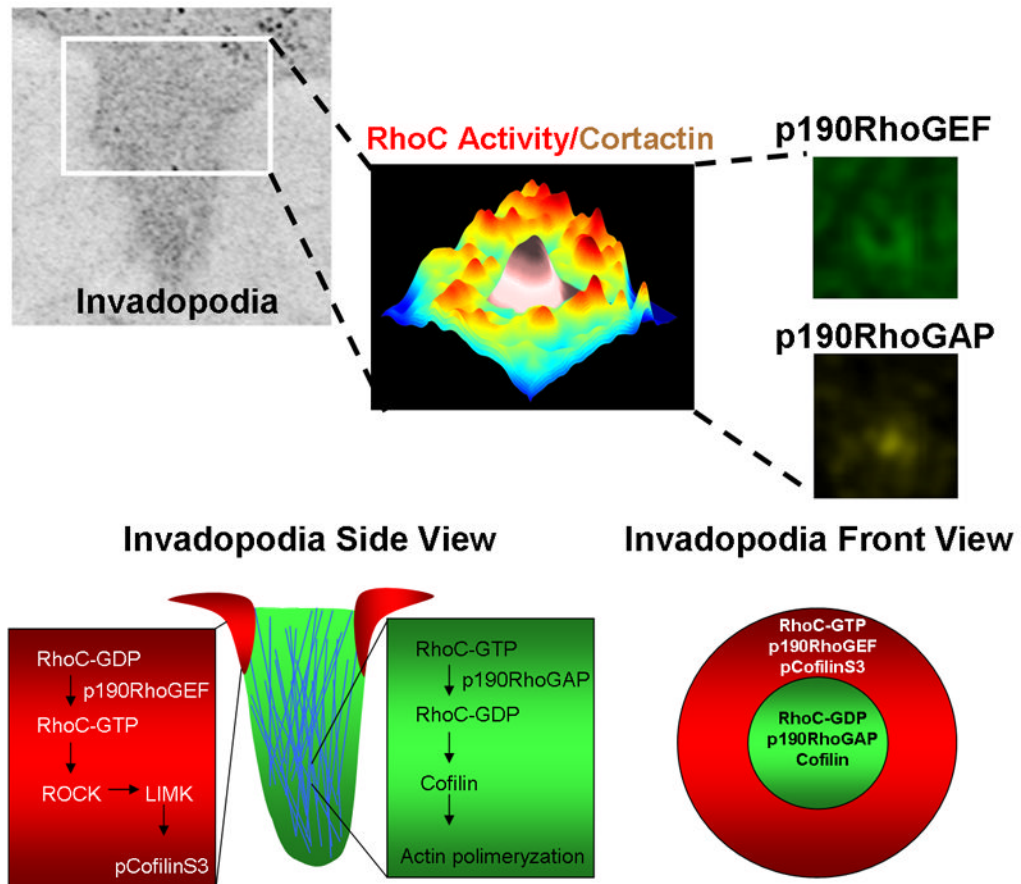 Invadopodia
RhoC Activity/Cortactin
p190RhoGEF
p190RhoGAP
Invadopodia Side View
RhoC-GDP
p190RhoGEF
RhoC-GTP
ROCK
LIMK
pCofilinS3
RhoC-GTP
p190RhoGAP
RhoC-GDP
Cofilin
Actin polimeryzation
Invadopodia Front View
RhoC-GTP
p190RhoGEF
pCofilinS3
RhoC-GDP
p190RhoGAP
Cofilin